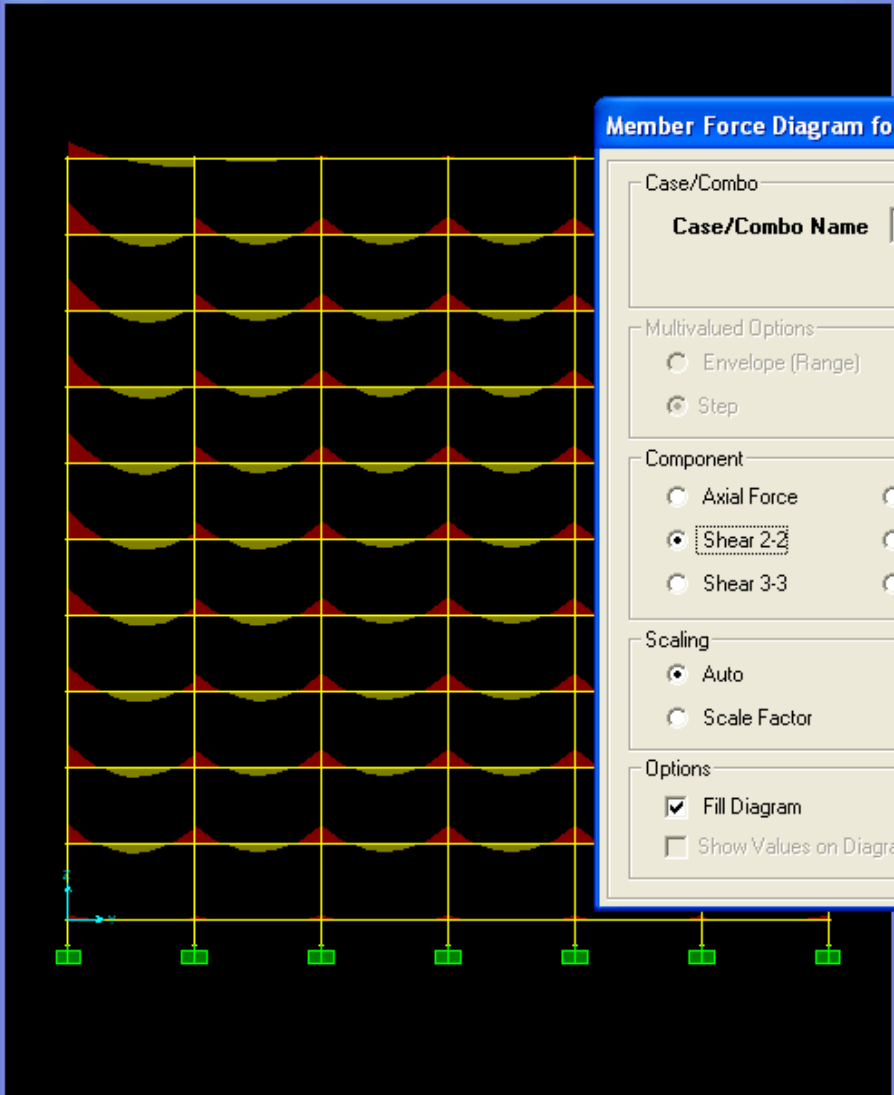 Member Force Diagram fo
Case/Combo
Case/Combo Name
Multivalued Options
Envelope (Range)
Step
Component
Axial Force
Shear 2-2
Shear 3-3
Scaling
Auto
Scale Factor
Options
Fill Diagram
Show Values on Diagra
Z
Y